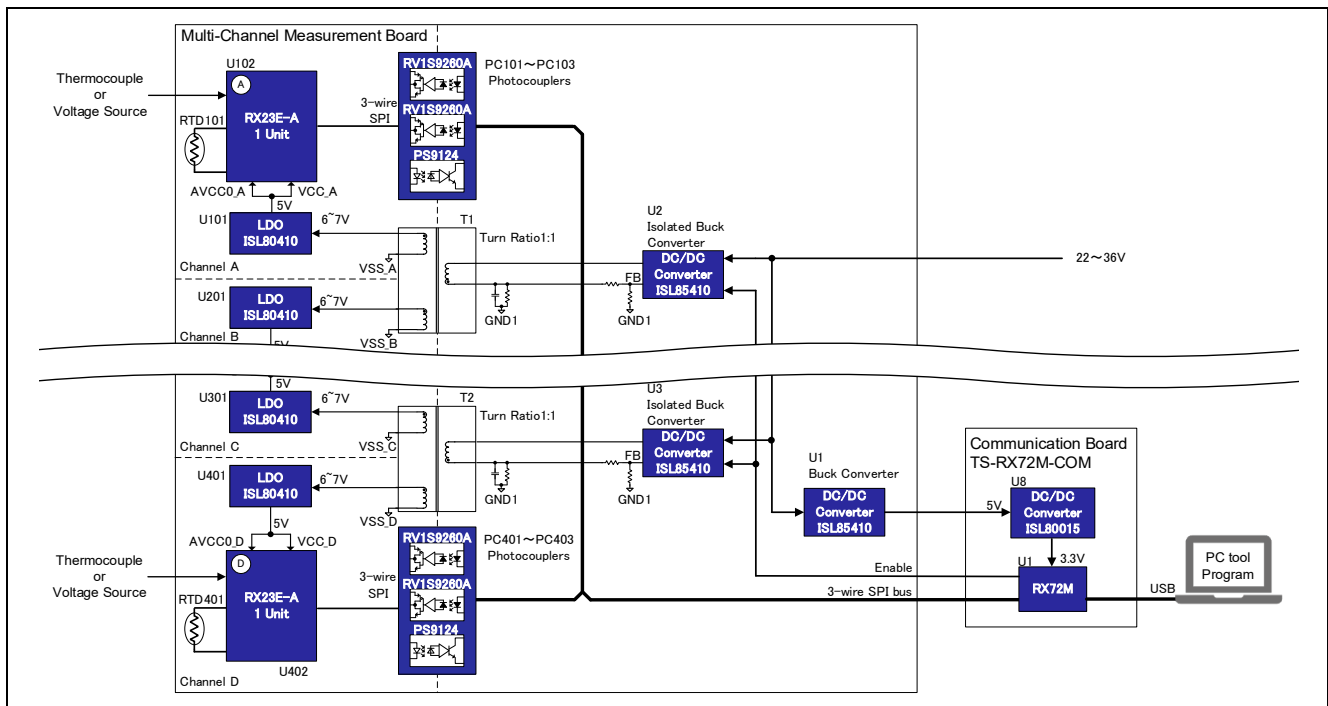 Multi-Channel Measurement Board
U102
A
RX23E-A
1 Unit
Thermocouple
or
Voltage Source
RTD101
3-wire
SPI
RV1S9260A
RV1S9260A
PS9124
PC101~PC103
Photocouplers
AVCC0_A
VCC_A
5V
U101
LDO
ISL80410
6~7V
VSS_A
Channel A
T1
Turn Ratio1:1
U2
Isolated Buck
Converter
DC/DC
Converter
ISL85410
FB
GND1
GND1
22~36V
U201
LDO
ISL80410
6~7V
VSS_B
Channel B
5V
5V
U301
LDO
ISL80410
6~7V
VSS_C
Channel C
T2
Turn Ratio1:1
U3
Isolated Buck
Converter
DC/DC
Converter
ISL85410
FB
GND1
GND1
U401
LDO
ISL80410
6~7V
VSS_D
5V
AVCC0_D
VCC_D
U1
Buck Converter
DC/DC
Converter
ISL85410
Communication Board
TS-RX72M-COM
U8
5V
DC/DC
Converter
ISL80015
3.3V
U1
RX72M
Enable
3-wire SPI bus
USB
PC tool
Program
Thermocouple
or
Voltage Source
RTD401
D
RX23E-A
1 Unit
U402
3-wire
SPI
RV1S9260A
RV1S9260A
PS9124
PC401~PC403
Photocouplers
Channel D